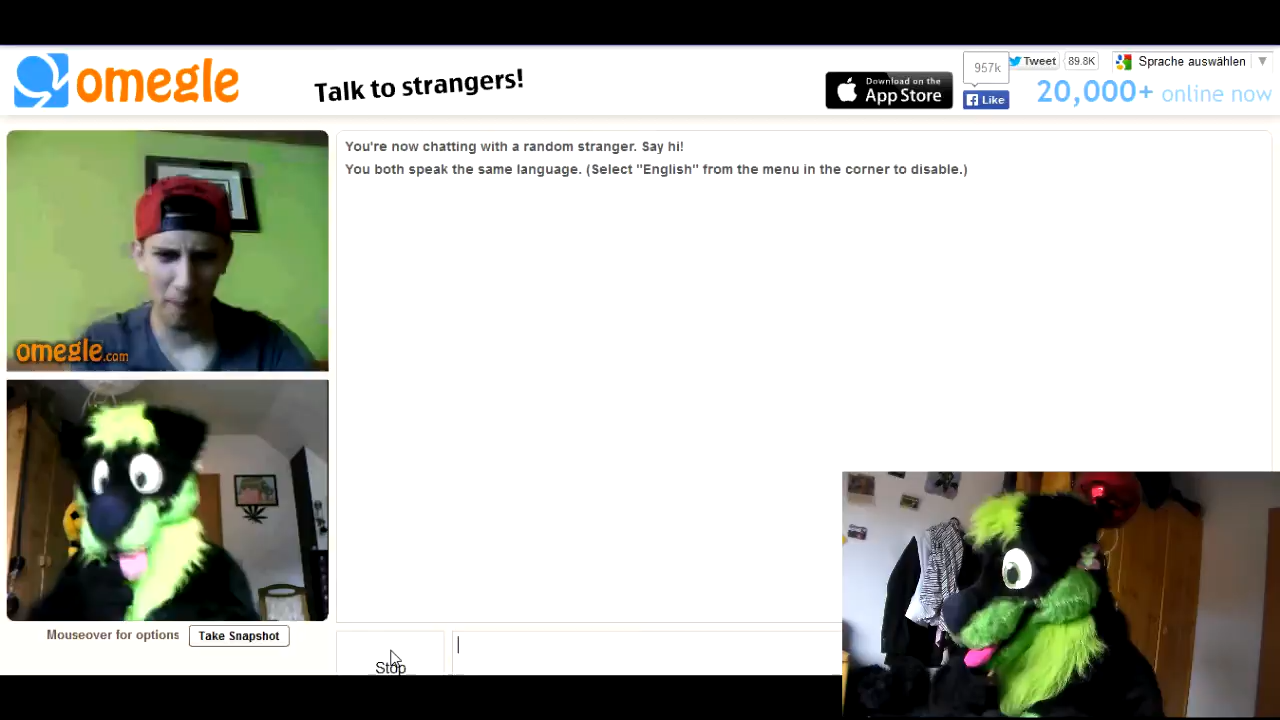 omegle
Talk to strangers!
Download on the
App Store
957k
Like
Tweet
89.8K
Sprache auswählen
20,000+ online now
You're now chatting with a random stranger. Say hi!
You both speak the same language. (Select "English" from the menu in the corner to disable.)
omegle.com
Mouseover for options
Take Snapshot
Stop